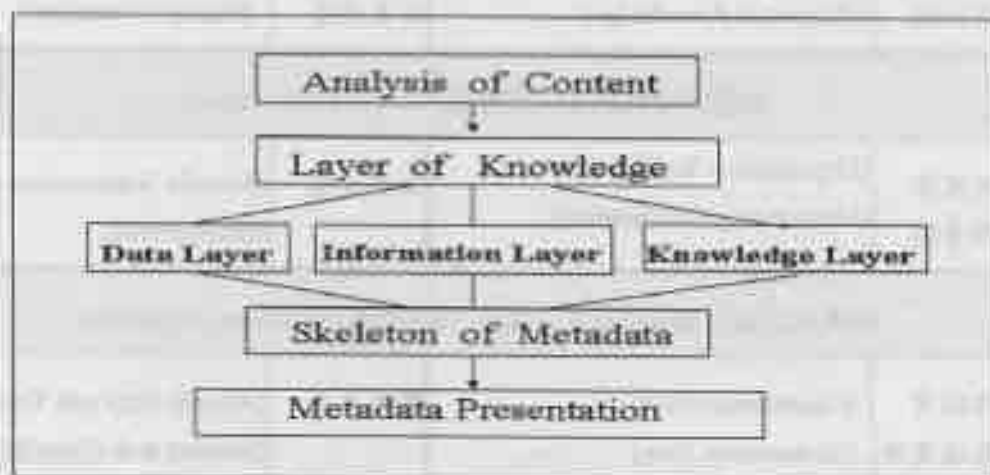 Analysis of Content
Layer of Knowledge
Data Layer
Information Layer
Knowledge Layer
Skeleton of Metadata
Metadata Presentation